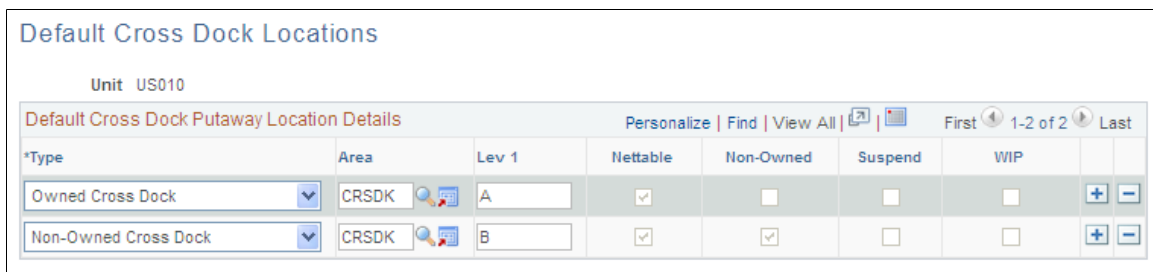 Default Cross Dock Locations
Unit US010
Default Cross Dock Putaway Location Details Personalize | Find | View All | | First 1-2 of 2 Last
*Type Area Lev 1 Nettable Non-Owned Suspend WIP
Owned Cross Dock CRSDK A
Non-Owned Cross Dock CRSDK B